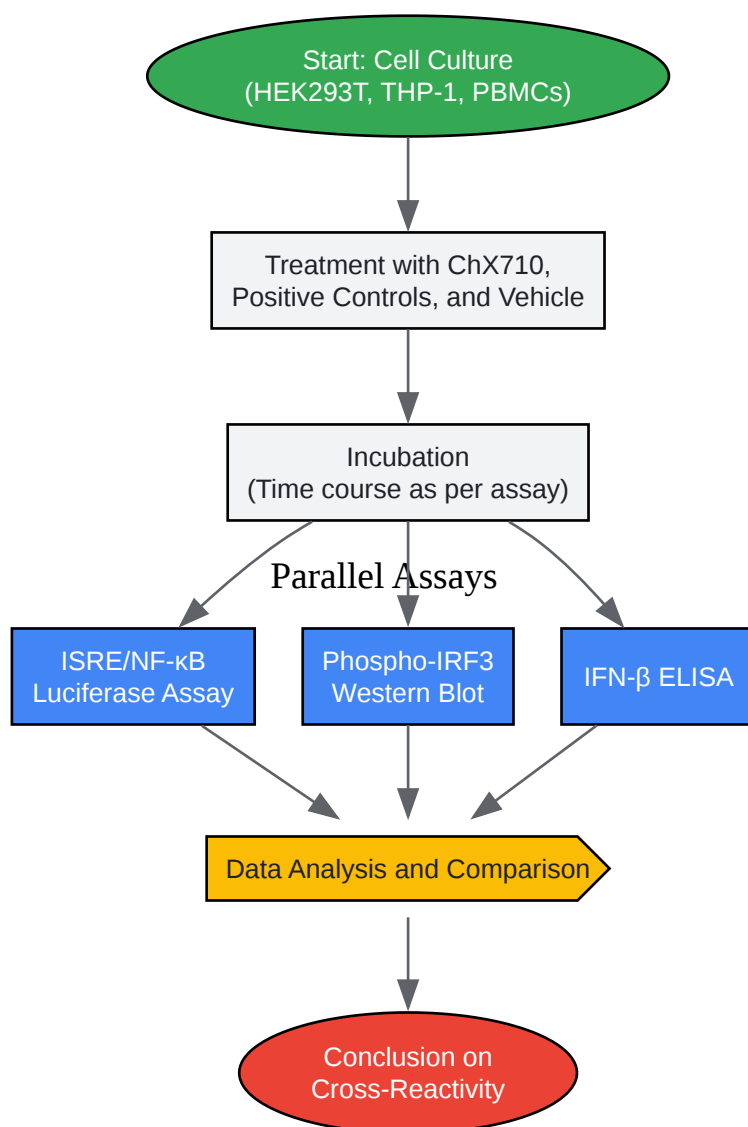 Start: Cell Culture
(HEK293T, THP-1, PBMCs)
Treatment with ChX710,
Positive Controls, and Vehicle
Incubation
(Time course as per assay)
Parallel Assays
ISRE/NF-κB
Luciferase Assay
Phospho-IRF3
Western Blot
IFN-β ELISA
Data Analysis and Comparison
Conclusion on
Cross-Reactivity